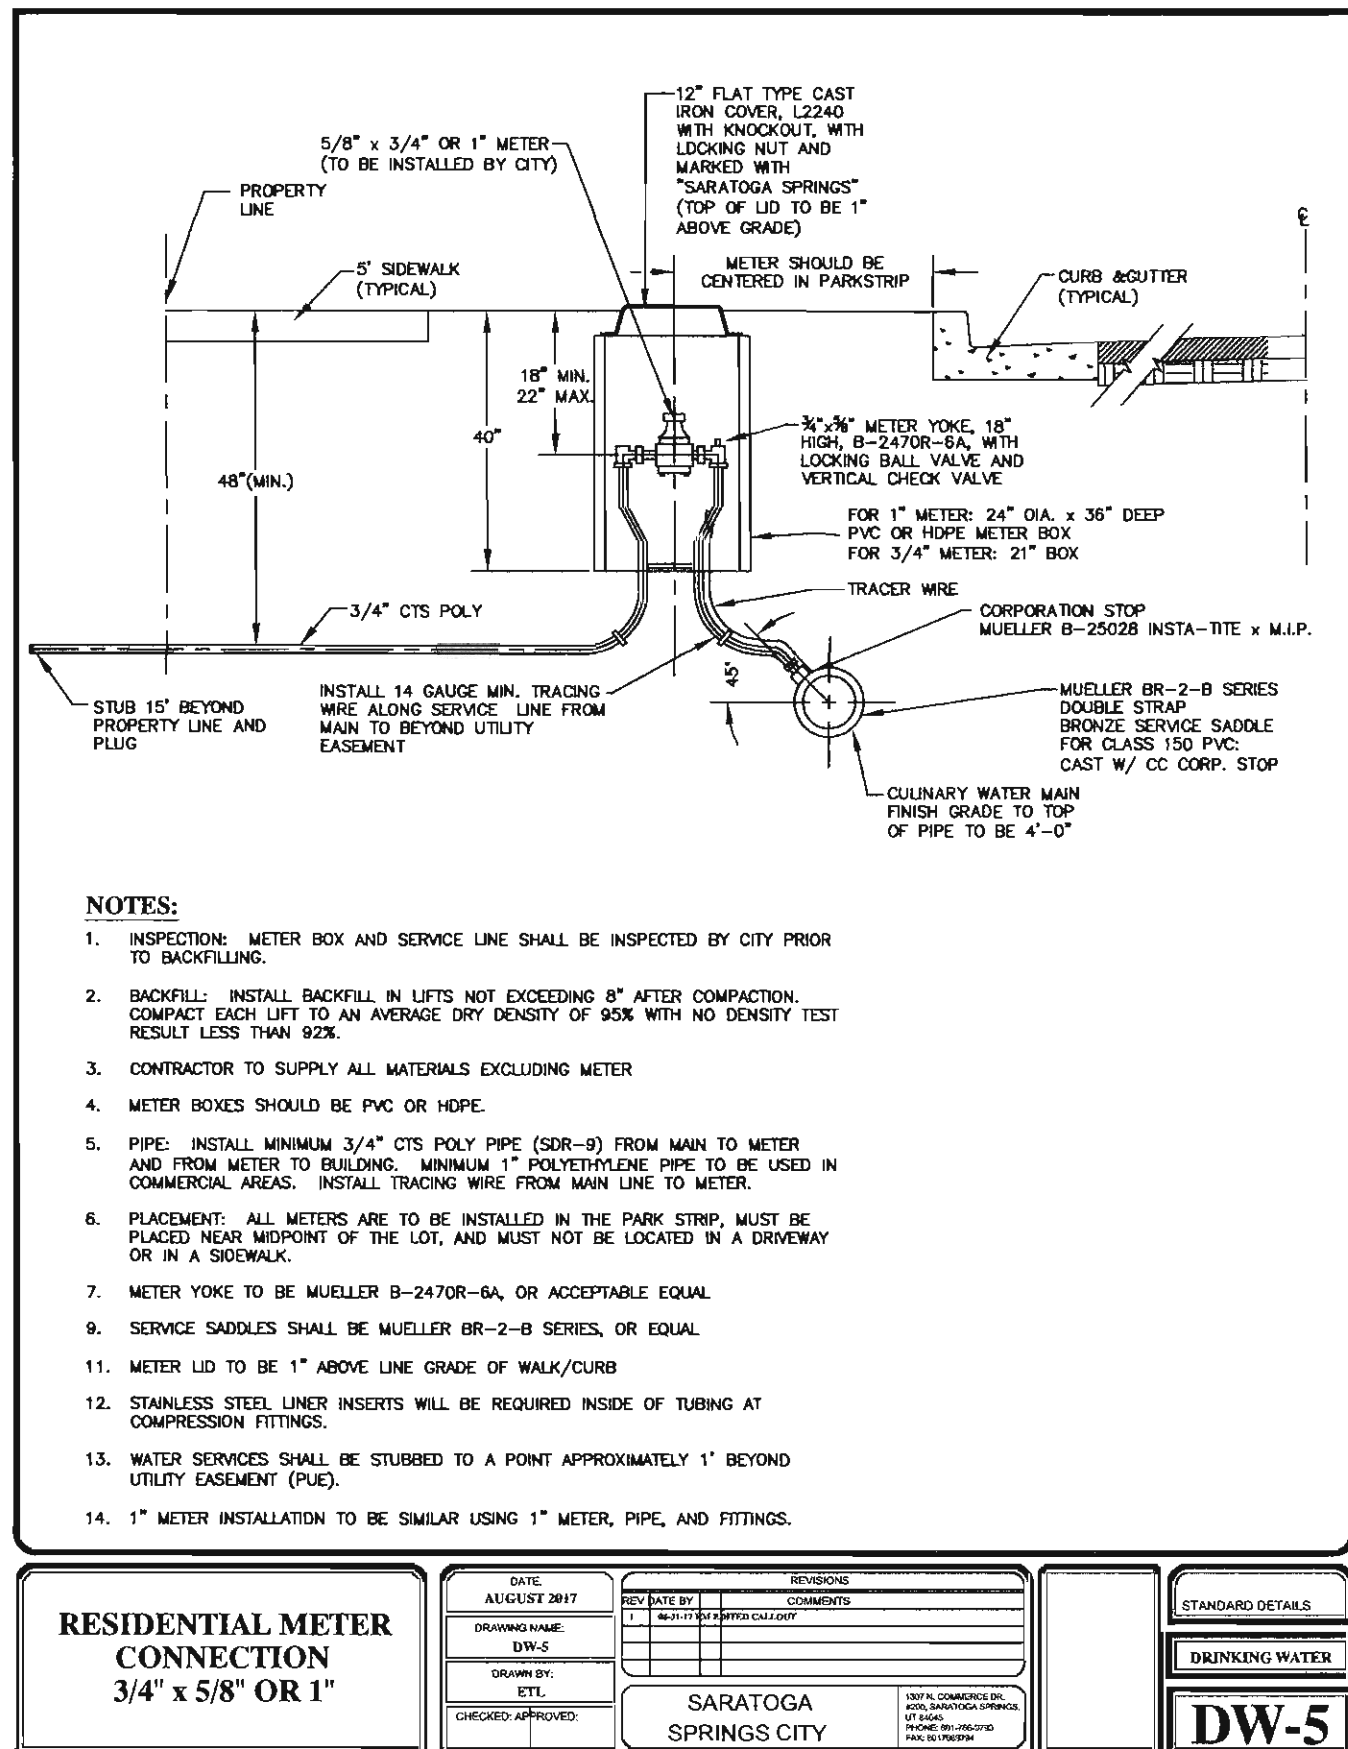 12" FLAT TYPE CAST
IRON COVER, L2240
WITH KNOCKOUT, WITH
LOCKING NUT AND
MARKED WITH
"SARATOGA SPRINGS"
(TOP OF LID TO BE 1"
ABOVE GRADE)
5/8" x 3/4" OR 1" METER
(TO BE INSTALLED BY CITY)
PROPERTY
LINE
5' SIDEWALK
(TYPICAL)
METER SHOULD BE
CENTERED IN PARKSTRIP
CURB &GUTTER
(TYPICAL)
18" MIN.
22" MAX.
40"
48"(MIN.)
¾"x⅝" METER YOKE, 18"
HIGH, B-2470R-6A, WITH
LOCKING BALL VALVE AND
VERTICAL CHECK VALVE
FOR 1" METER: 24" DIA. x 36" DEEP
PVC OR HDPE METER BOX
FOR 3/4" METER: 21" BOX
TRACER WIRE
3/4" CTS POLY
CORPORATION STOP
MUELLER B-25028 INSTA-TITE x M.I.P.
45°
STUB 15' BEYOND
PROPERTY LINE AND
PLUG
INSTALL 14 GAUGE MIN. TRACING
WIRE ALONG SERVICE LINE FROM
MAIN TO BEYOND UTILITY
EASEMENT
MUELLER BR-2-B SERIES
DOUBLE STRAP
BRONZE SERVICE SADDLE
FOR CLASS 150 PVC:
CAST W/ CC CORP. STOP
CULINARY WATER MAIN
FINISH GRADE TO TOP
OF PIPE TO BE 4'-0"
NOTES:
1. INSPECTION: METER BOX AND SERVICE LINE SHALL BE INSPECTED BY CITY PRIOR
TO BACKFILLING.
2. BACKFILL: INSTALL BACKFILL IN LIFTS NOT EXCEEDING 8" AFTER COMPACTION.
COMPACT EACH LIFT TO AN AVERAGE DRY DENSITY OF 95% WITH NO DENSITY TEST
RESULT LESS THAN 92%.
3. CONTRACTOR TO SUPPLY ALL MATERIALS EXCLUDING METER
4. METER BOXES SHOULD BE PVC OR HDPE.
5. PIPE: INSTALL MINIMUM 3/4" CTS POLY PIPE (SDR-9) FROM MAIN TO METER
AND FROM METER TO BUILDING. MINIMUM 1" POLYETHYLENE PIPE TO BE USED IN
COMMERCIAL AREAS. INSTALL TRACING WIRE FROM MAIN LINE TO METER.
6. PLACEMENT: ALL METERS ARE TO BE INSTALLED IN THE PARK STRIP, MUST BE
PLACED NEAR MIDPOINT OF THE LOT, AND MUST NOT BE LOCATED IN A DRIVEWAY
OR IN A SIDEWALK.
7. METER YOKE TO BE MUELLER B-2470R-6A, OR ACCEPTABLE EQUAL
9. SERVICE SADDLES SHALL BE MUELLER BR-2-B SERIES, OR EQUAL
11. METER LID TO BE 1" ABOVE LINE GRADE OF WALK/CURB
12. STAINLESS STEEL LINER INSERTS WILL BE REQUIRED INSIDE OF TUBING AT
COMPRESSION FITTINGS.
13. WATER SERVICES SHALL BE STUBBED TO A POINT APPROXIMATELY 1' BEYOND
UTILITY EASEMENT (PUE).
14. 1" METER INSTALLATION TO BE SIMILAR USING 1" METER, PIPE, AND FITTINGS.
RESIDENTIAL METER
CONNECTION
3/4" x 5/8" OR 1"
DATE:
AUGUST 2017
DRAWING NAME:
DW-5
DRAWN BY:
ETL
CHECKED: APPROVED:
REVISIONS
REV DATE BY COMMENTS
1 CALLOUT
SARATOGA
SPRINGS CITY
1307 N. COMMERCE DR.
#200, SARATOGA SPRINGS,
UT 84045
PHONE:
FAX:
STANDARD DETAILS
DRINKING WATER
DW-5